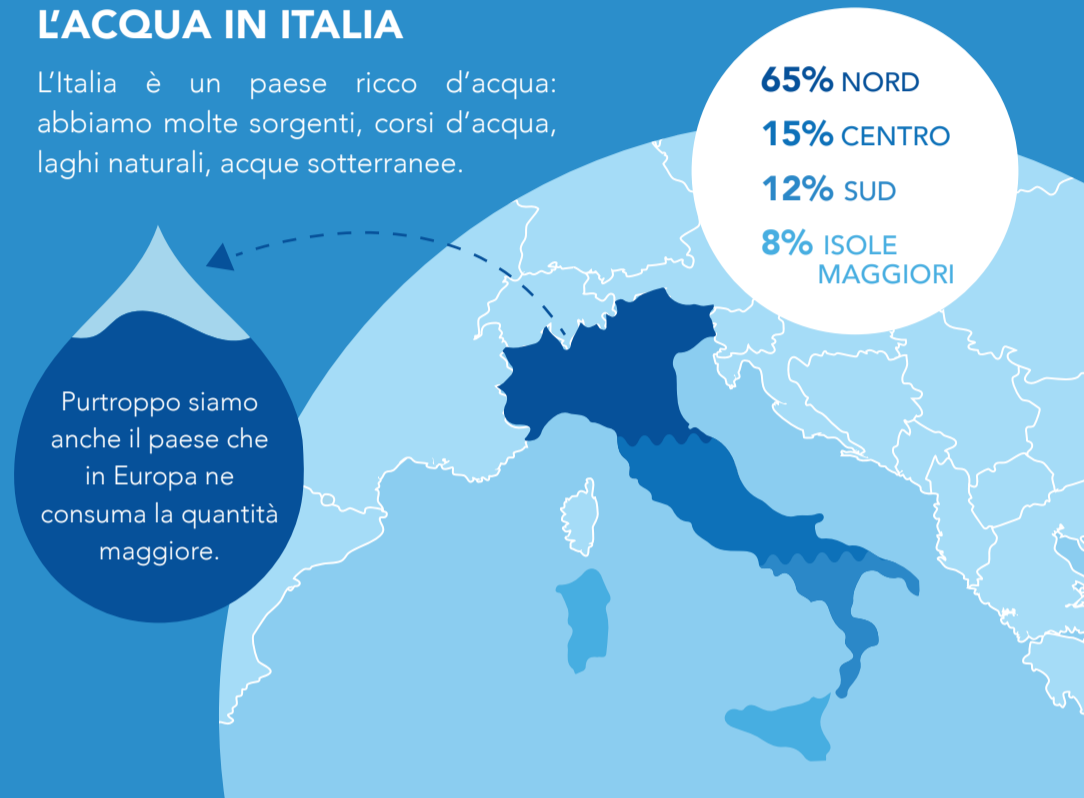 L'ACQUA IN ITALIA
L'Italia è un paese ricco d'acqua:
abbiamo molte sorgenti, corsi d'acqua,
laghi naturali, acque sotterranee.
65% NORD
15% CENTRO
12% SUD
8% ISOLE
MAGGIORI
Purtroppo siamo
anche il paese che
in Europa ne
consuma la quantità
maggiore.